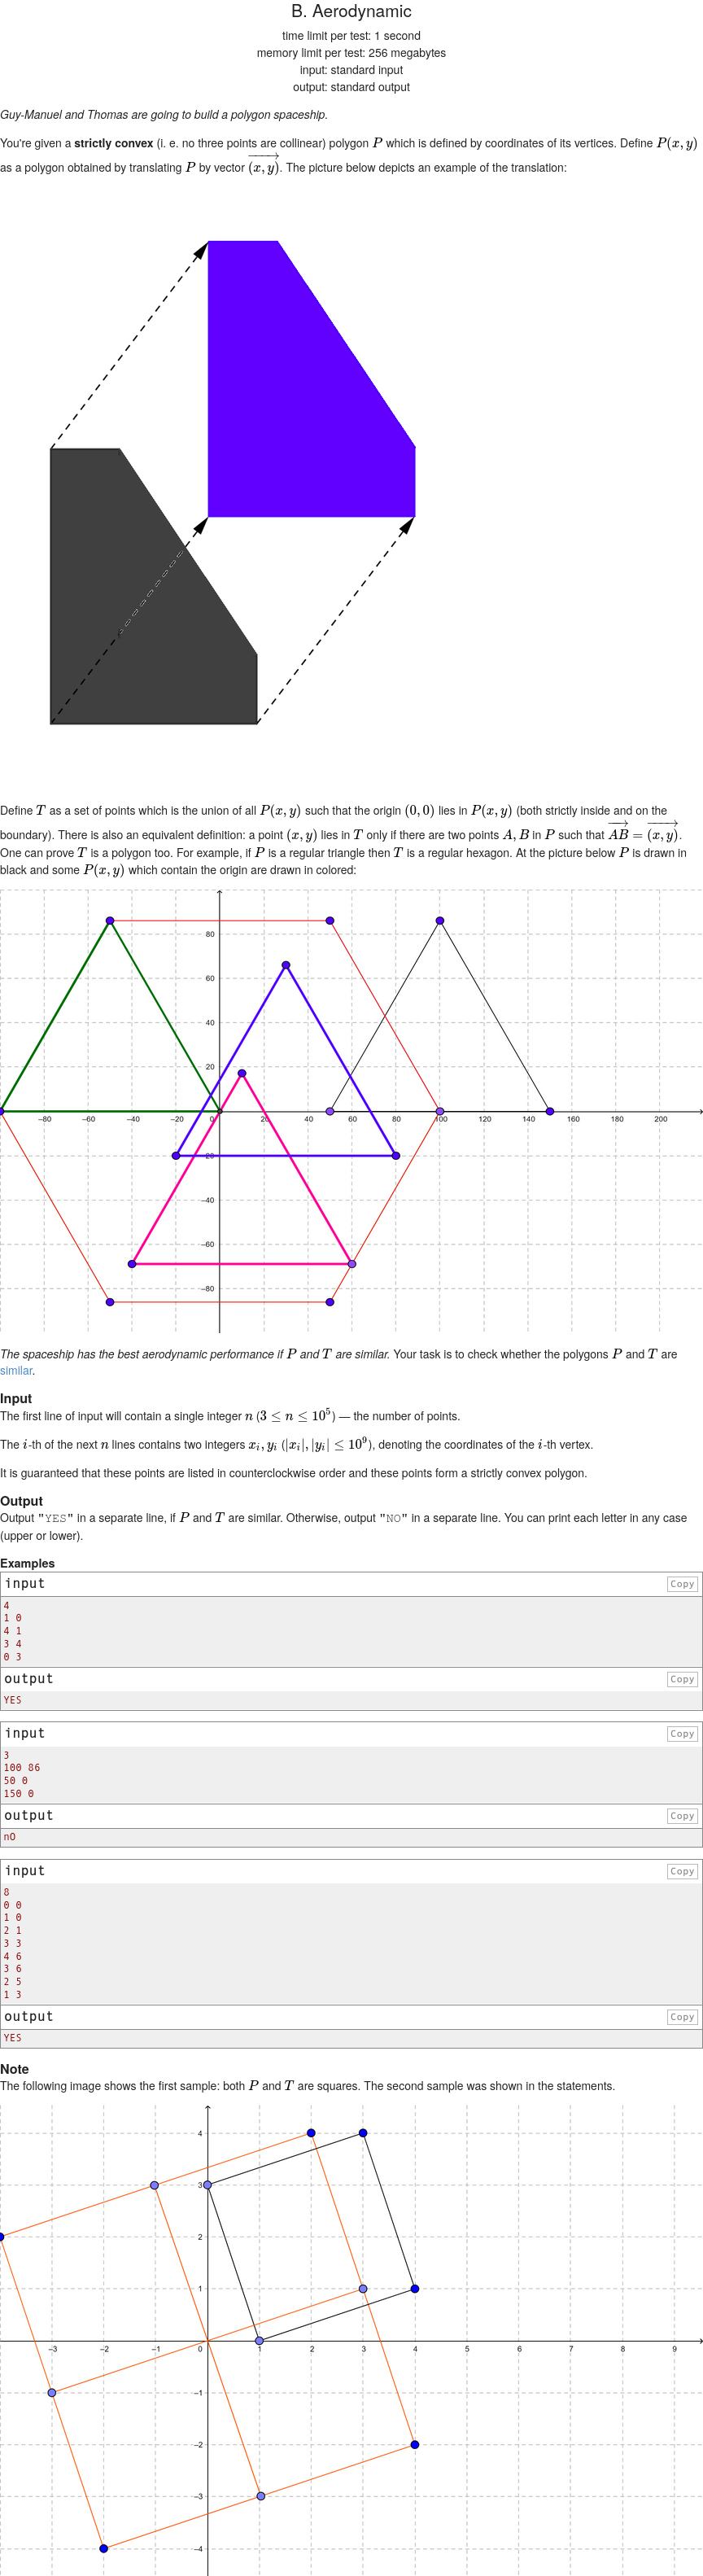 B. Aerodynamic
time limit per test: 1 second
memory limit per test: 256 megabytes
input: standard input
output: standard output
Guy-Manuel and Thomas are going to build a polygon spaceship.
You're given a strictly convex (i. e. no three points are collinear) polygon P which is defined by coordinates of its vertices. Define P(x, y)
as a polygon obtained by translating P by vector (x, y). The picture below depicts an example of the translation:
Define T as a set of points which is the union of all P(x, y) such that the origin (0, 0) lies in P(x, y) (both strictly inside and on the
boundary). There is also an equivalent definition: a point (x, y) lies in T only if there are two points A, B in P such that AB = (x, y).
One can prove T is a polygon too. For example, if P is a regular triangle then T is a regular hexagon. At the picture below P is drawn in
black and some P(x, y) which contain the origin are drawn in colored:
80
60
40
20
−80 −60 −40 −20 0 20 40 60 80 100 120 140 160 180 200
−20
−40
−60
−80
The spaceship has the best aerodynamic performance if P and T are similar. Your task is to check whether the polygons P and T are
similar.
Input
The first line of input will contain a single integer n (3 ≤ n ≤ 10⁵) — the number of points.
The i-th of the next n lines contains two integers xᵢ, yᵢ (|xᵢ|, |yᵢ| ≤ 10⁹), denoting the coordinates of the i-th vertex.
It is guaranteed that these points are listed in counterclockwise order and these points form a strictly convex polygon.
Output
Output "YES" in a separate line, if P and T are similar. Otherwise, output "NO" in a separate line. You can print each letter in any case
(upper or lower).
Examples
input Copy
4
1 0
4 1
3 4
0 3
output Copy
YES
input Copy
3
100 86
50 0
150 0
output Copy
nO
input Copy
8
0 0
1 0
2 1
3 3
4 6
3 6
2 5
1 3
output Copy
YES
Note
The following image shows the first sample: both P and T are squares. The second sample was shown in the statements.
4
3
2
1
−3 −2 −1 0 1 2 3 4 5 6 7 8 9
−1
−2
−3
−4